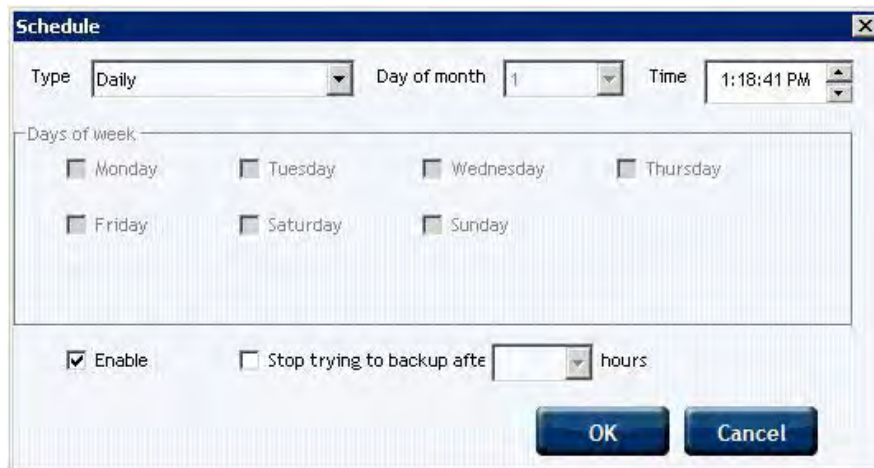 Schedule
Type Daily Day of month 1 Time 1:18:41 PM
Days of week
Monday Tuesday Wednesday Thursday
Friday Saturday Sunday
Enable Stop trying to backup afte hours
OK Cancel